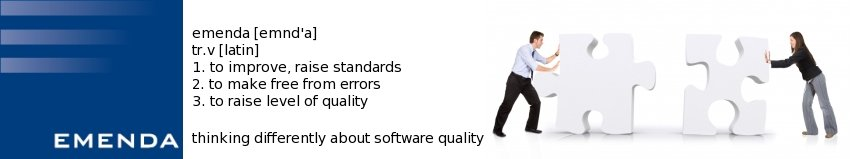 EMENDA
emenda [emnd'a]
tr.v [latin]
1. to improve, raise standards
2. to make free from errors
3. to raise level of quality
thinking differently about software quality